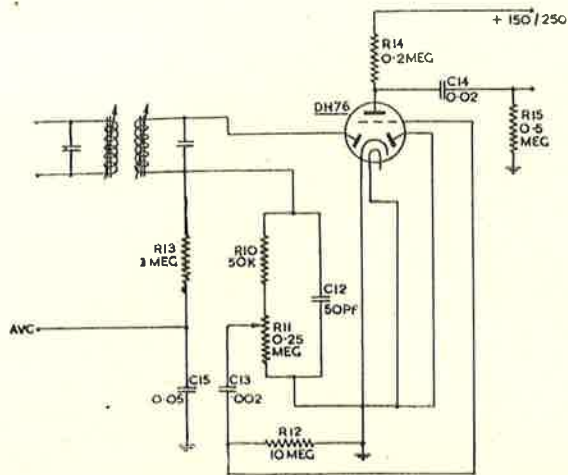 + 150/250
R14
0·2MEG
C14
0·02
DH76
R15
0·5
MEG
R13
1 MEG
R10
50K
C12
50Pf
R11
0·25
MEG
AVC
C15
0·05
C13
·002
R12
10 MEG